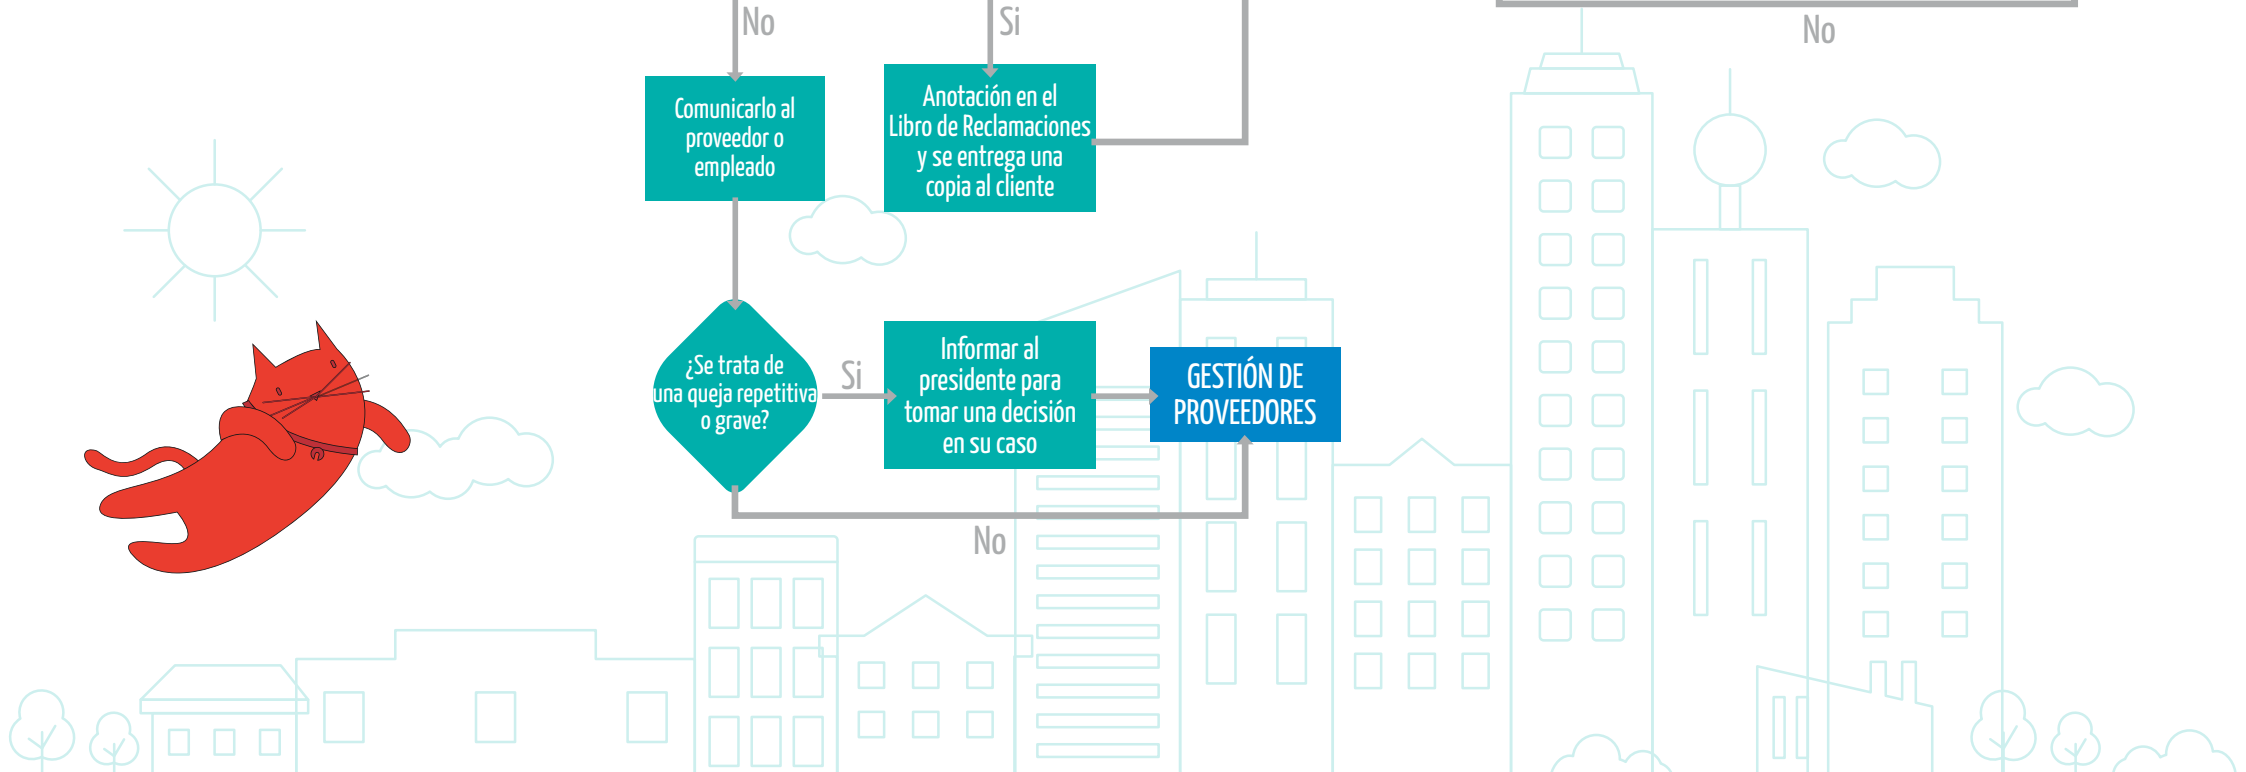 No
Si
No
Comunicarlo al
proveedor o
empleado
Anotación en el
Libro de Reclamaciones
y se entrega una
copia al cliente
¿Se trata de
una queja repetitiva
o grave?
Si
Informar al
presidente para
tomar una decisión
en su caso
GESTIÓN DE
PROVEEDORES
No